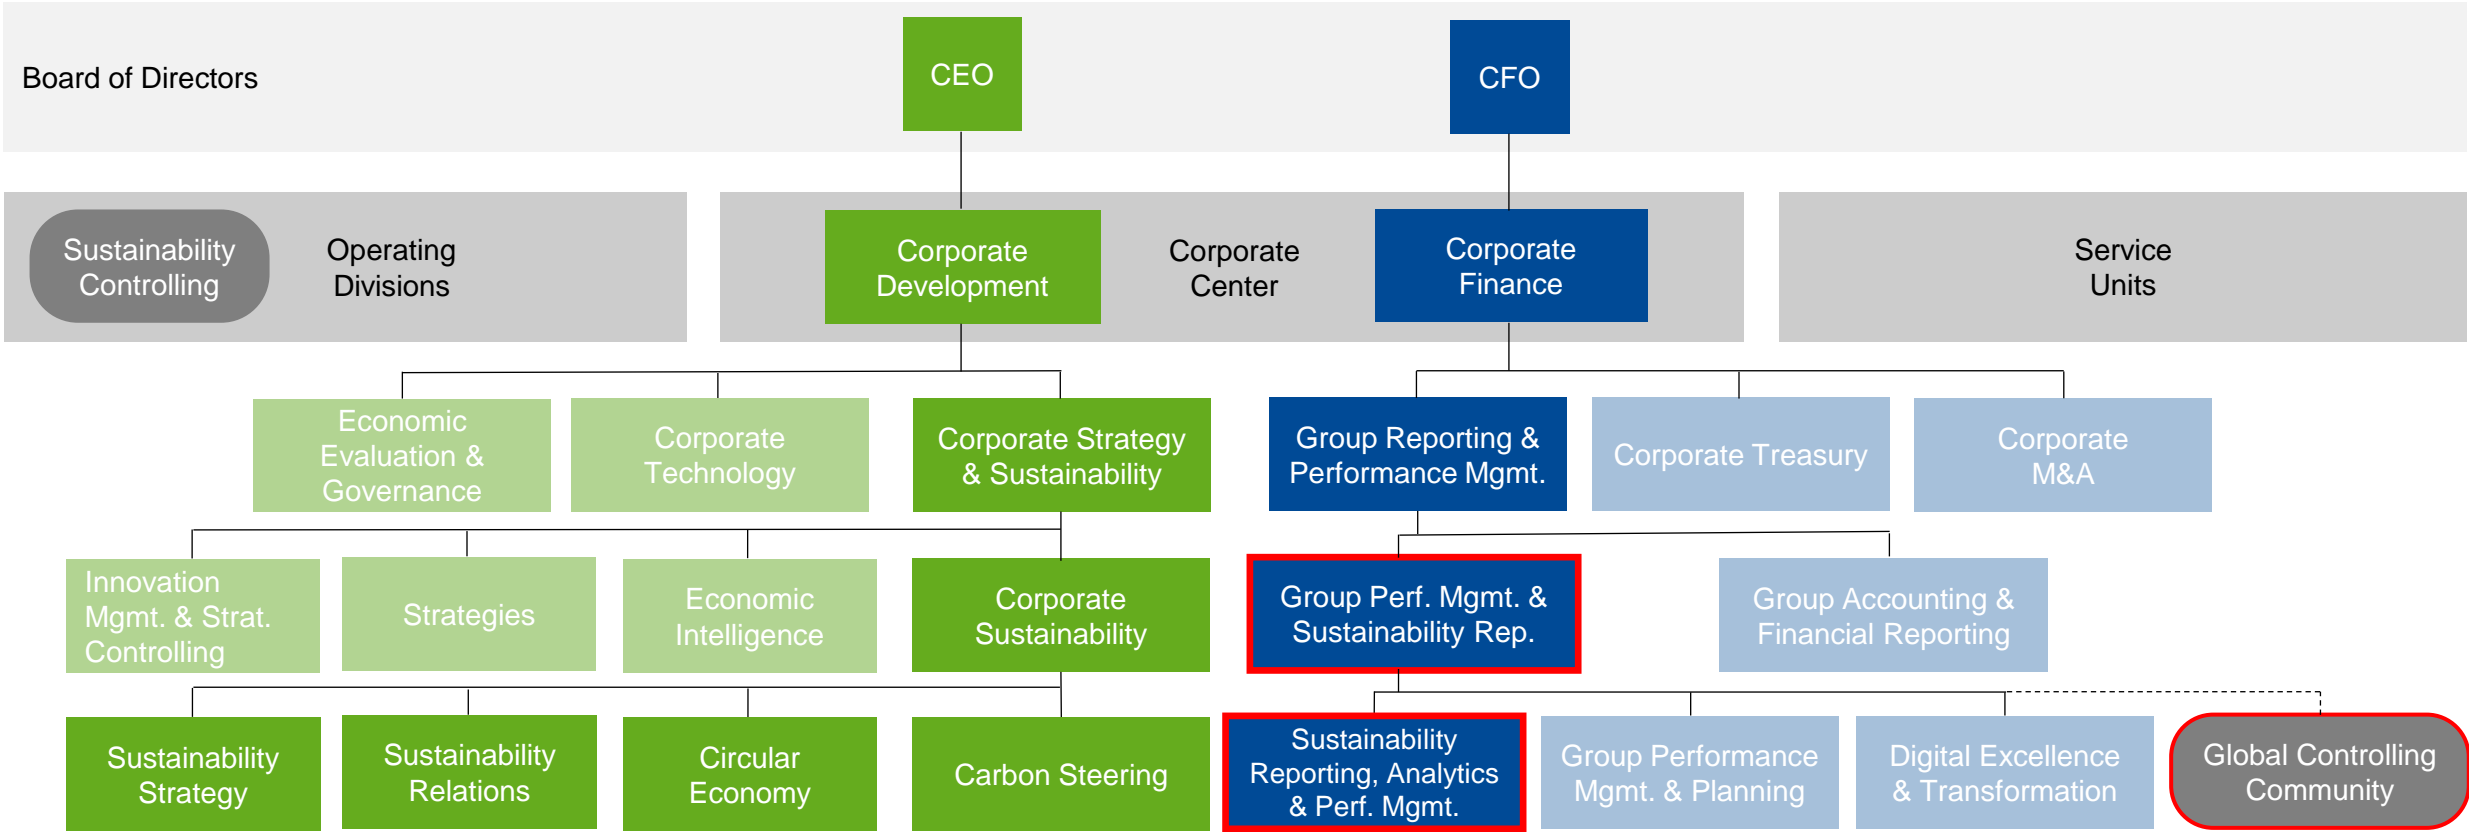 Board of Directors
CEO
CFO
Sustainability
Controlling
Operating
Divisions
Corporate
Development
Corporate
Center
Corporate
Finance
Service
Units
Economic
Evaluation &
Governance
Corporate
Technology
Corporate Strategy
& Sustainability
Group Reporting &
Performance Mgmt.
Corporate Treasury
Corporate
M&A
Innovation
Mgmt. & Strat.
Controlling
Strategies
Economic
Intelligence
Corporate
Sustainability
Group Perf. Mgmt. &
Sustainability Rep.
Group Accounting &
Financial Reporting
Sustainability
Strategy
Sustainability
Relations
Circular
Economy
Carbon Steering
Sustainability
Reporting, Analytics
& Perf. Mgmt.
Group Performance
Mgmt. & Planning
Digital Excellence
& Transformation
Global Controlling
Community